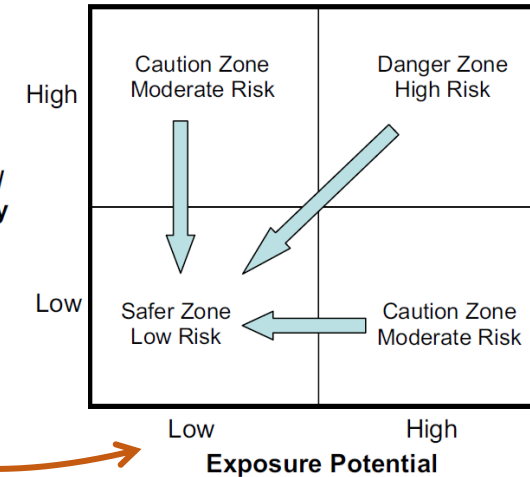 Caution Zone
Moderate Risk
Danger Zone
High Risk
High
Low
Safer Zone
Low Risk
Caution Zone
Moderate Risk
Low
High
Exposure Potential